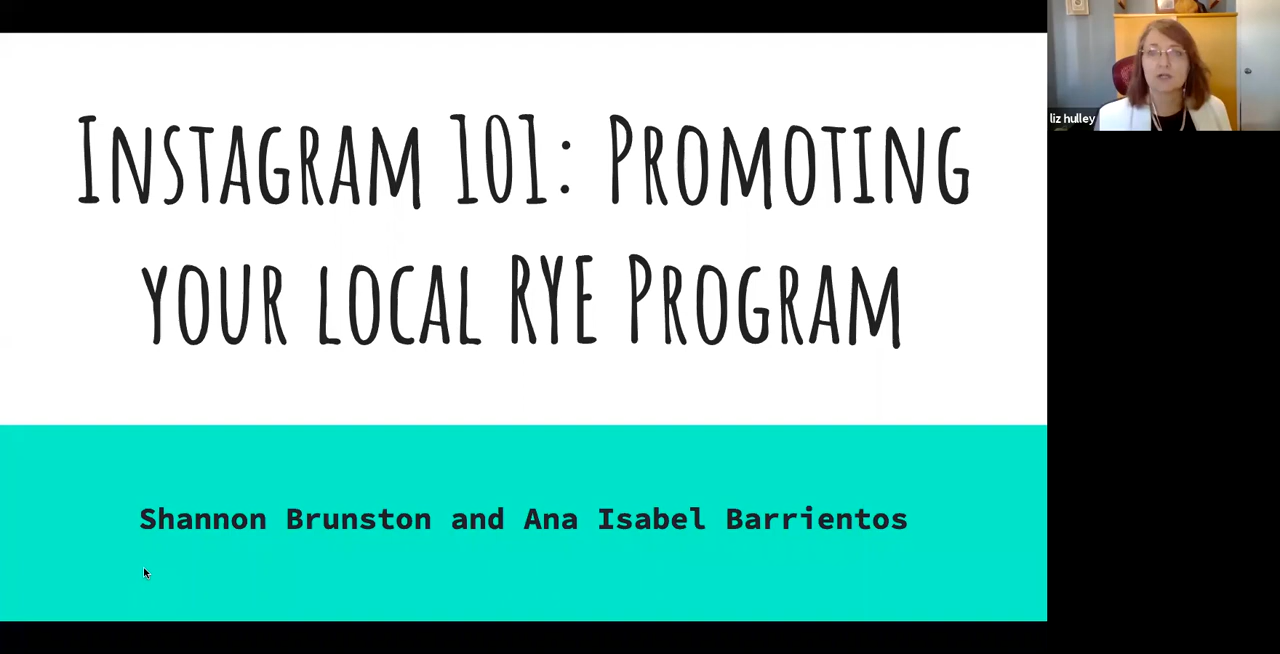 Instagram 101: Promoting
your local RYE Program
Shannon Brunston and Ana Isabel Barrientos
liz hulley